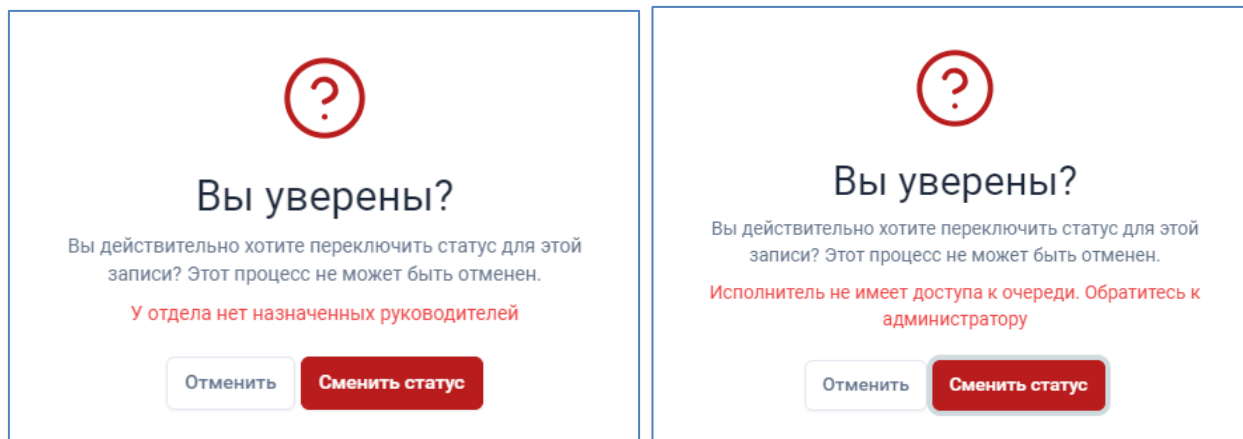 Вы уверены?
Вы действительно хотите переключить статус для этой
записи? Этот процесс не может быть отменен.
У отдела нет назначенных руководителей
Отменить
Сменить статус
Вы уверены?
Вы действительно хотите переключить статус для этой
записи? Этот процесс не может быть отменен.
Исполнитель не имеет доступа к очереди. Обратитесь к
администратору
Отменить
Сменить статус